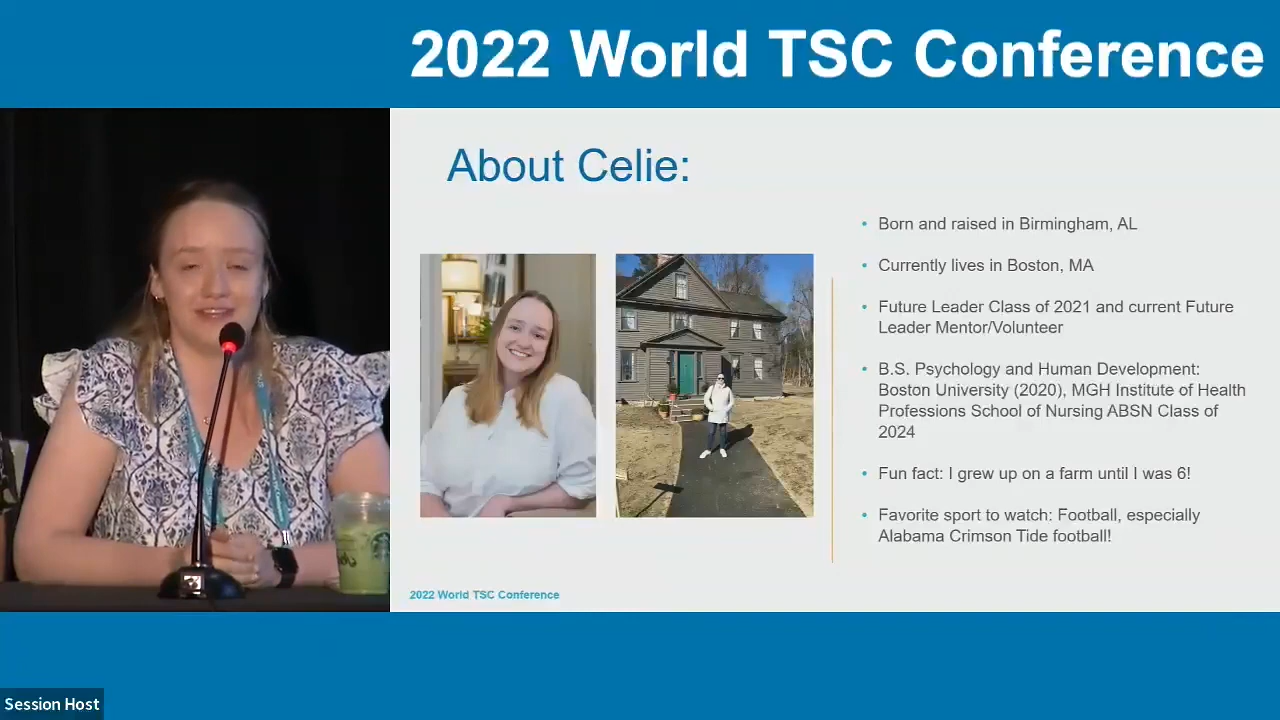 2022 World TSC Conference
About Celie:
• Born and raised in Birmingham, AL
• Currently lives in Boston, MA
• Future Leader Class of 2021 and current Future
Leader Mentor/Volunteer
• B.S. Psychology and Human Development:
Boston University (2020), MGH Institute of Health
Professions School of Nursing ABSN Class of
2024
• Fun fact: I grew up on a farm until I was 6!
• Favorite sport to watch: Football, especially
Alabama Crimson Tide football!
2022 World TSC Conference
Session Host